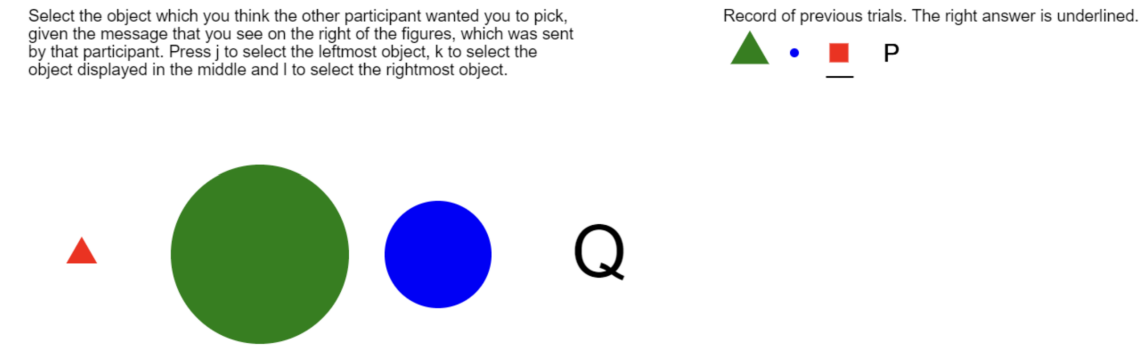 Select the object which you think the other participant wanted you to pick,
given the message that you see on the right of the figures, which was sent
by that participant. Press j to select the leftmost object, k to select the
object displayed in the middle and l to select the rightmost object.
Record of previous trials. The right answer is underlined.
P
Q